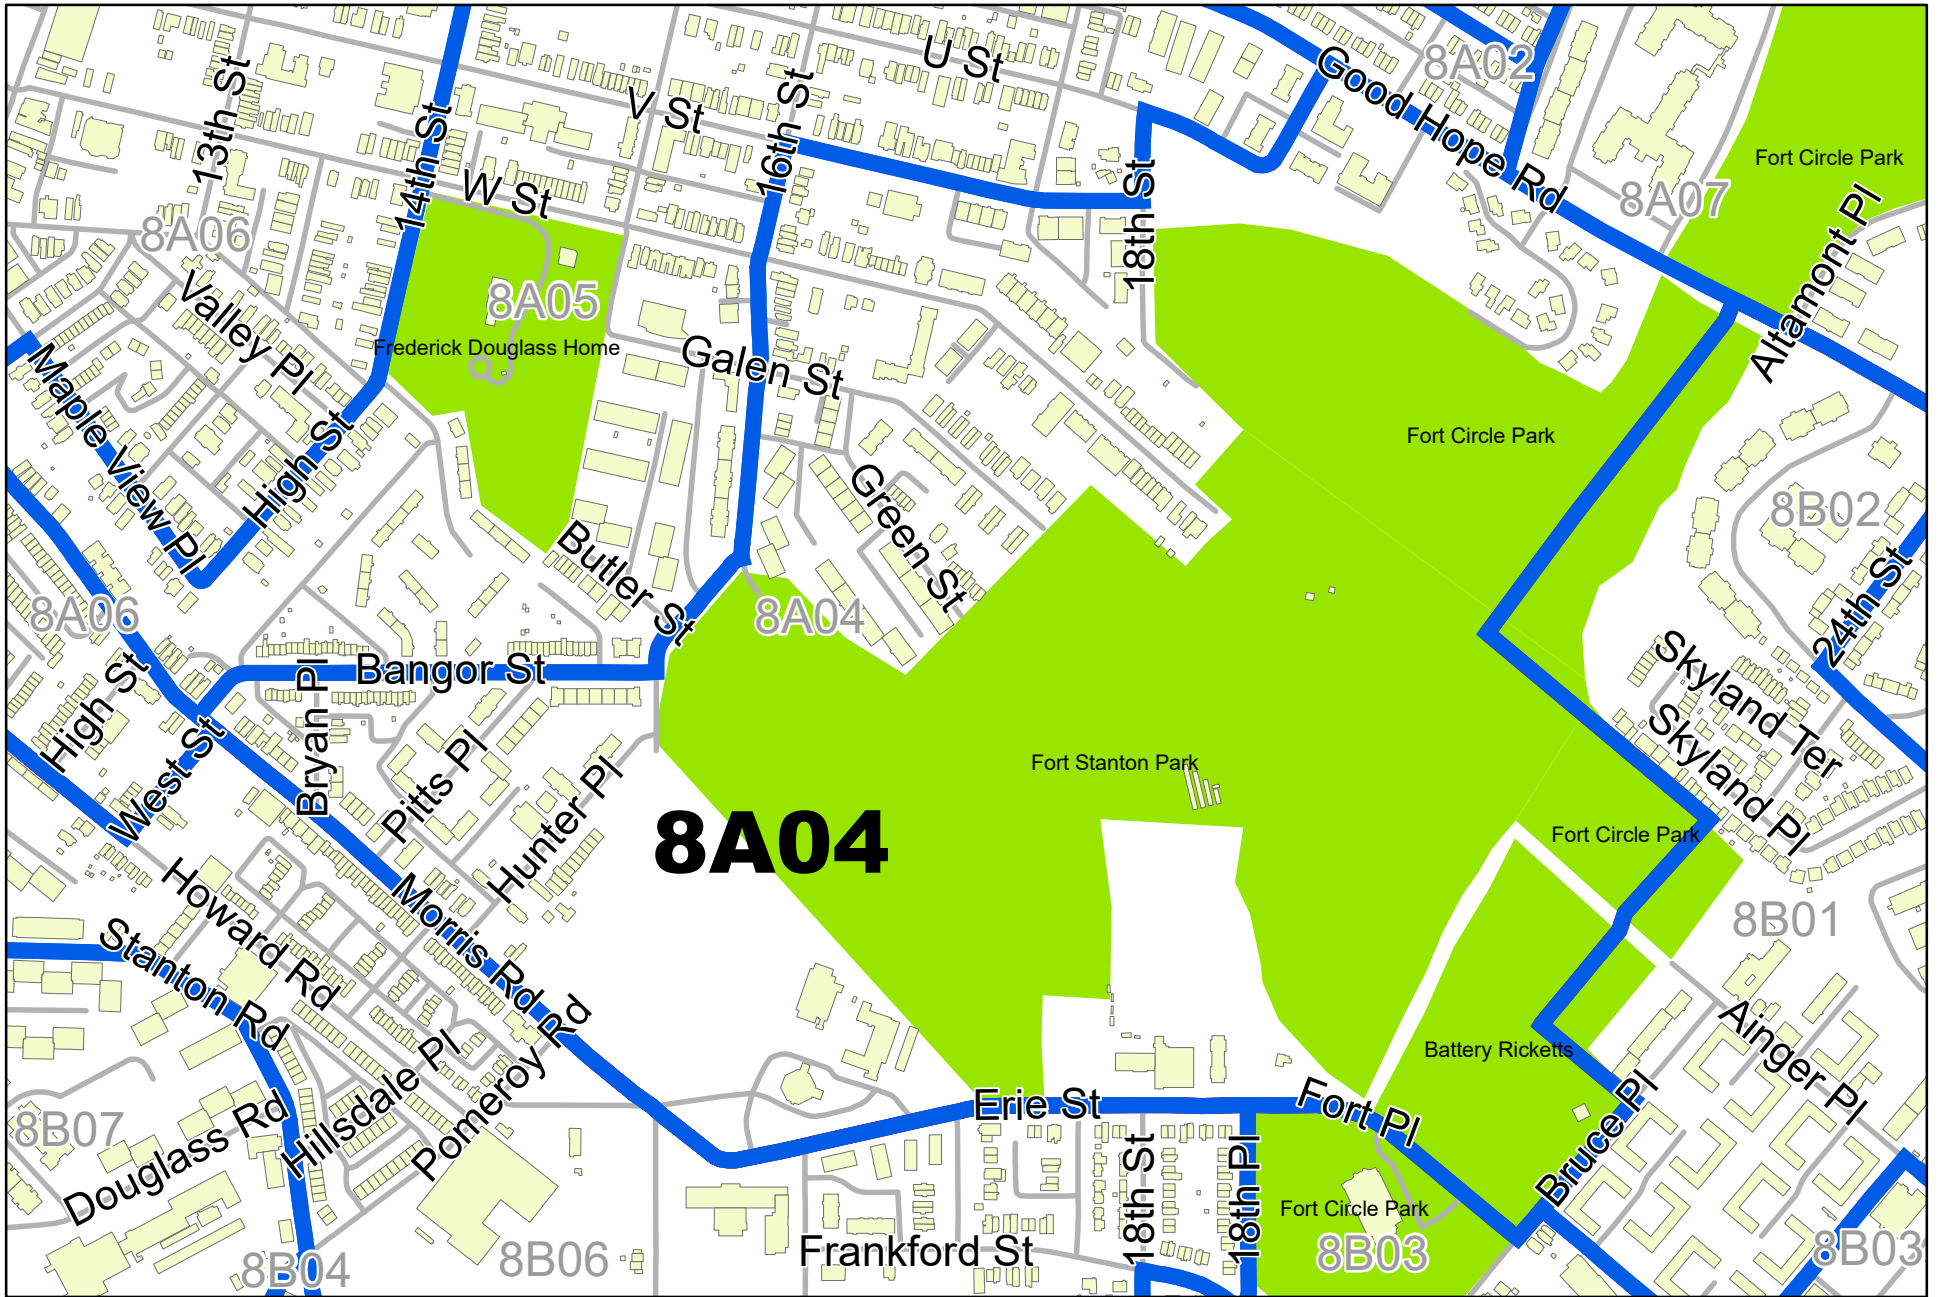 U St
8A02
Good Hope Rd
13th St
14th St
V St
16th St
W St
18th St
Fort Circle Park
8A07
Altamont Pl
8A06
8A05
Valley Pl
Frederick Douglass Home
Galen St
Maple View Pl
High St
Fort Circle Park
Green St
8B02
Butler St
24th St
8A06
8A04
High St
Bangor St
Bryan Pl
Skyland Ter
Skyland Pl
West St
Pitts Pl
Hunter Pl
Fort Stanton Park
8A04
Fort Circle Park
Howard Rd
Morris Rd
8B01
Stanton Rd
Pomeroy Rd
Hillsdale Pl
Battery Ricketts
Ainger Pl
8B07
Douglass Rd
Erie St
Fort Pl
Bruce Pl
18th St
18th Pl
Fort Circle Park
8B04
8B06
Frankford St
8B03
8B03